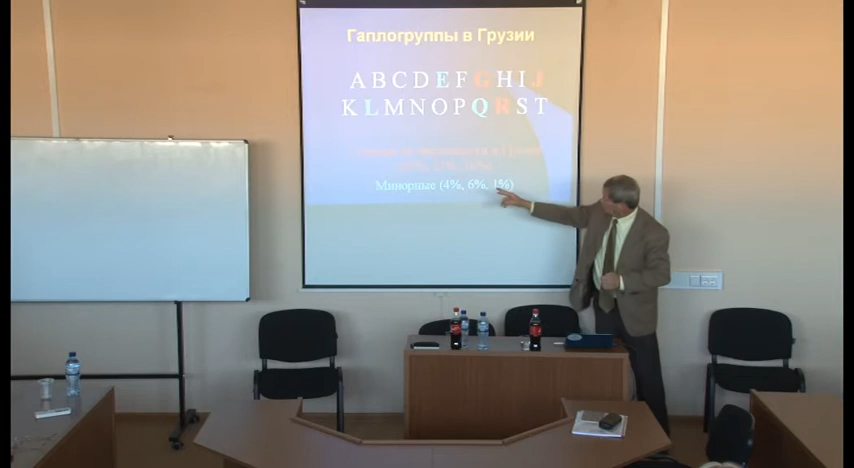 Гаплогруппы в Грузии
A B C D E F G H I J
K L M N O P Q R S T
Минорные (4%, 6%, 1%)